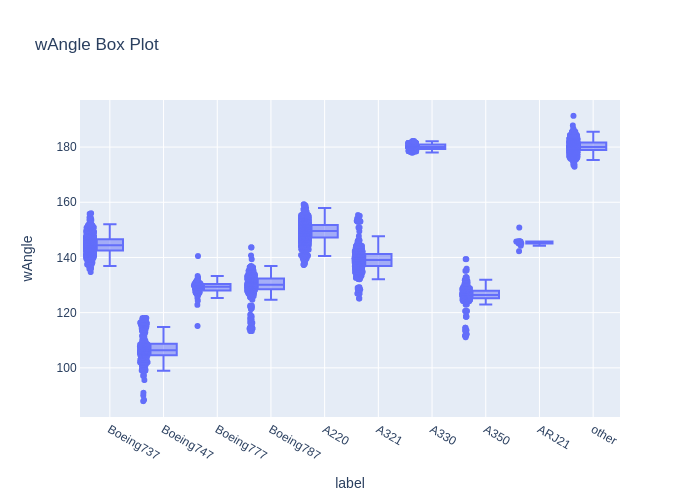 wAngle Box Plot
180
160
140
120
100
wAngle
Boeing737
Boeing747
Boeing777
Boeing787
A220
A321
A330
A350
ARJ21
other
label